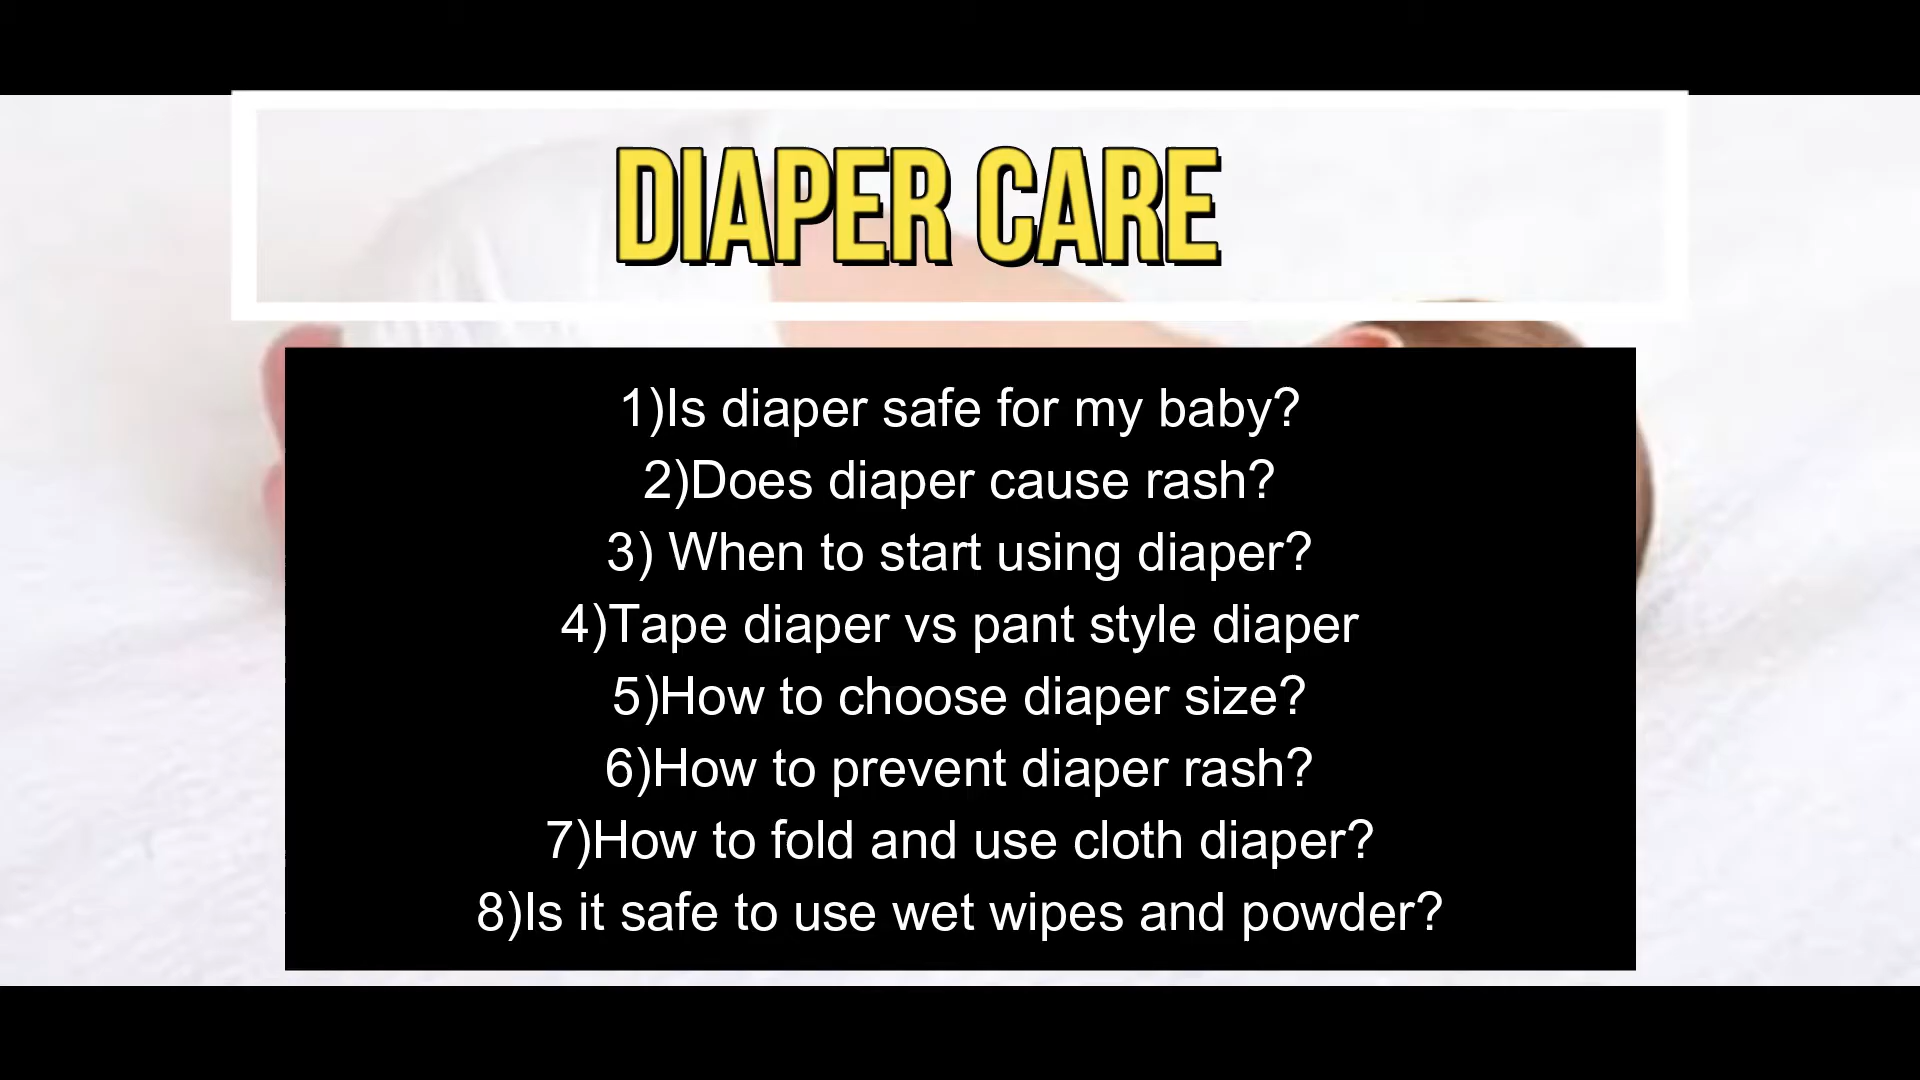 DIAPER CARE
1)Is diaper safe for my baby?
2)Does diaper cause rash?
3) When to start using diaper?
4)Tape diaper vs pant style diaper
5)How to choose diaper size?
6)How to prevent diaper rash?
7)How to fold and use cloth diaper?
8)Is it safe to use wet wipes and powder?